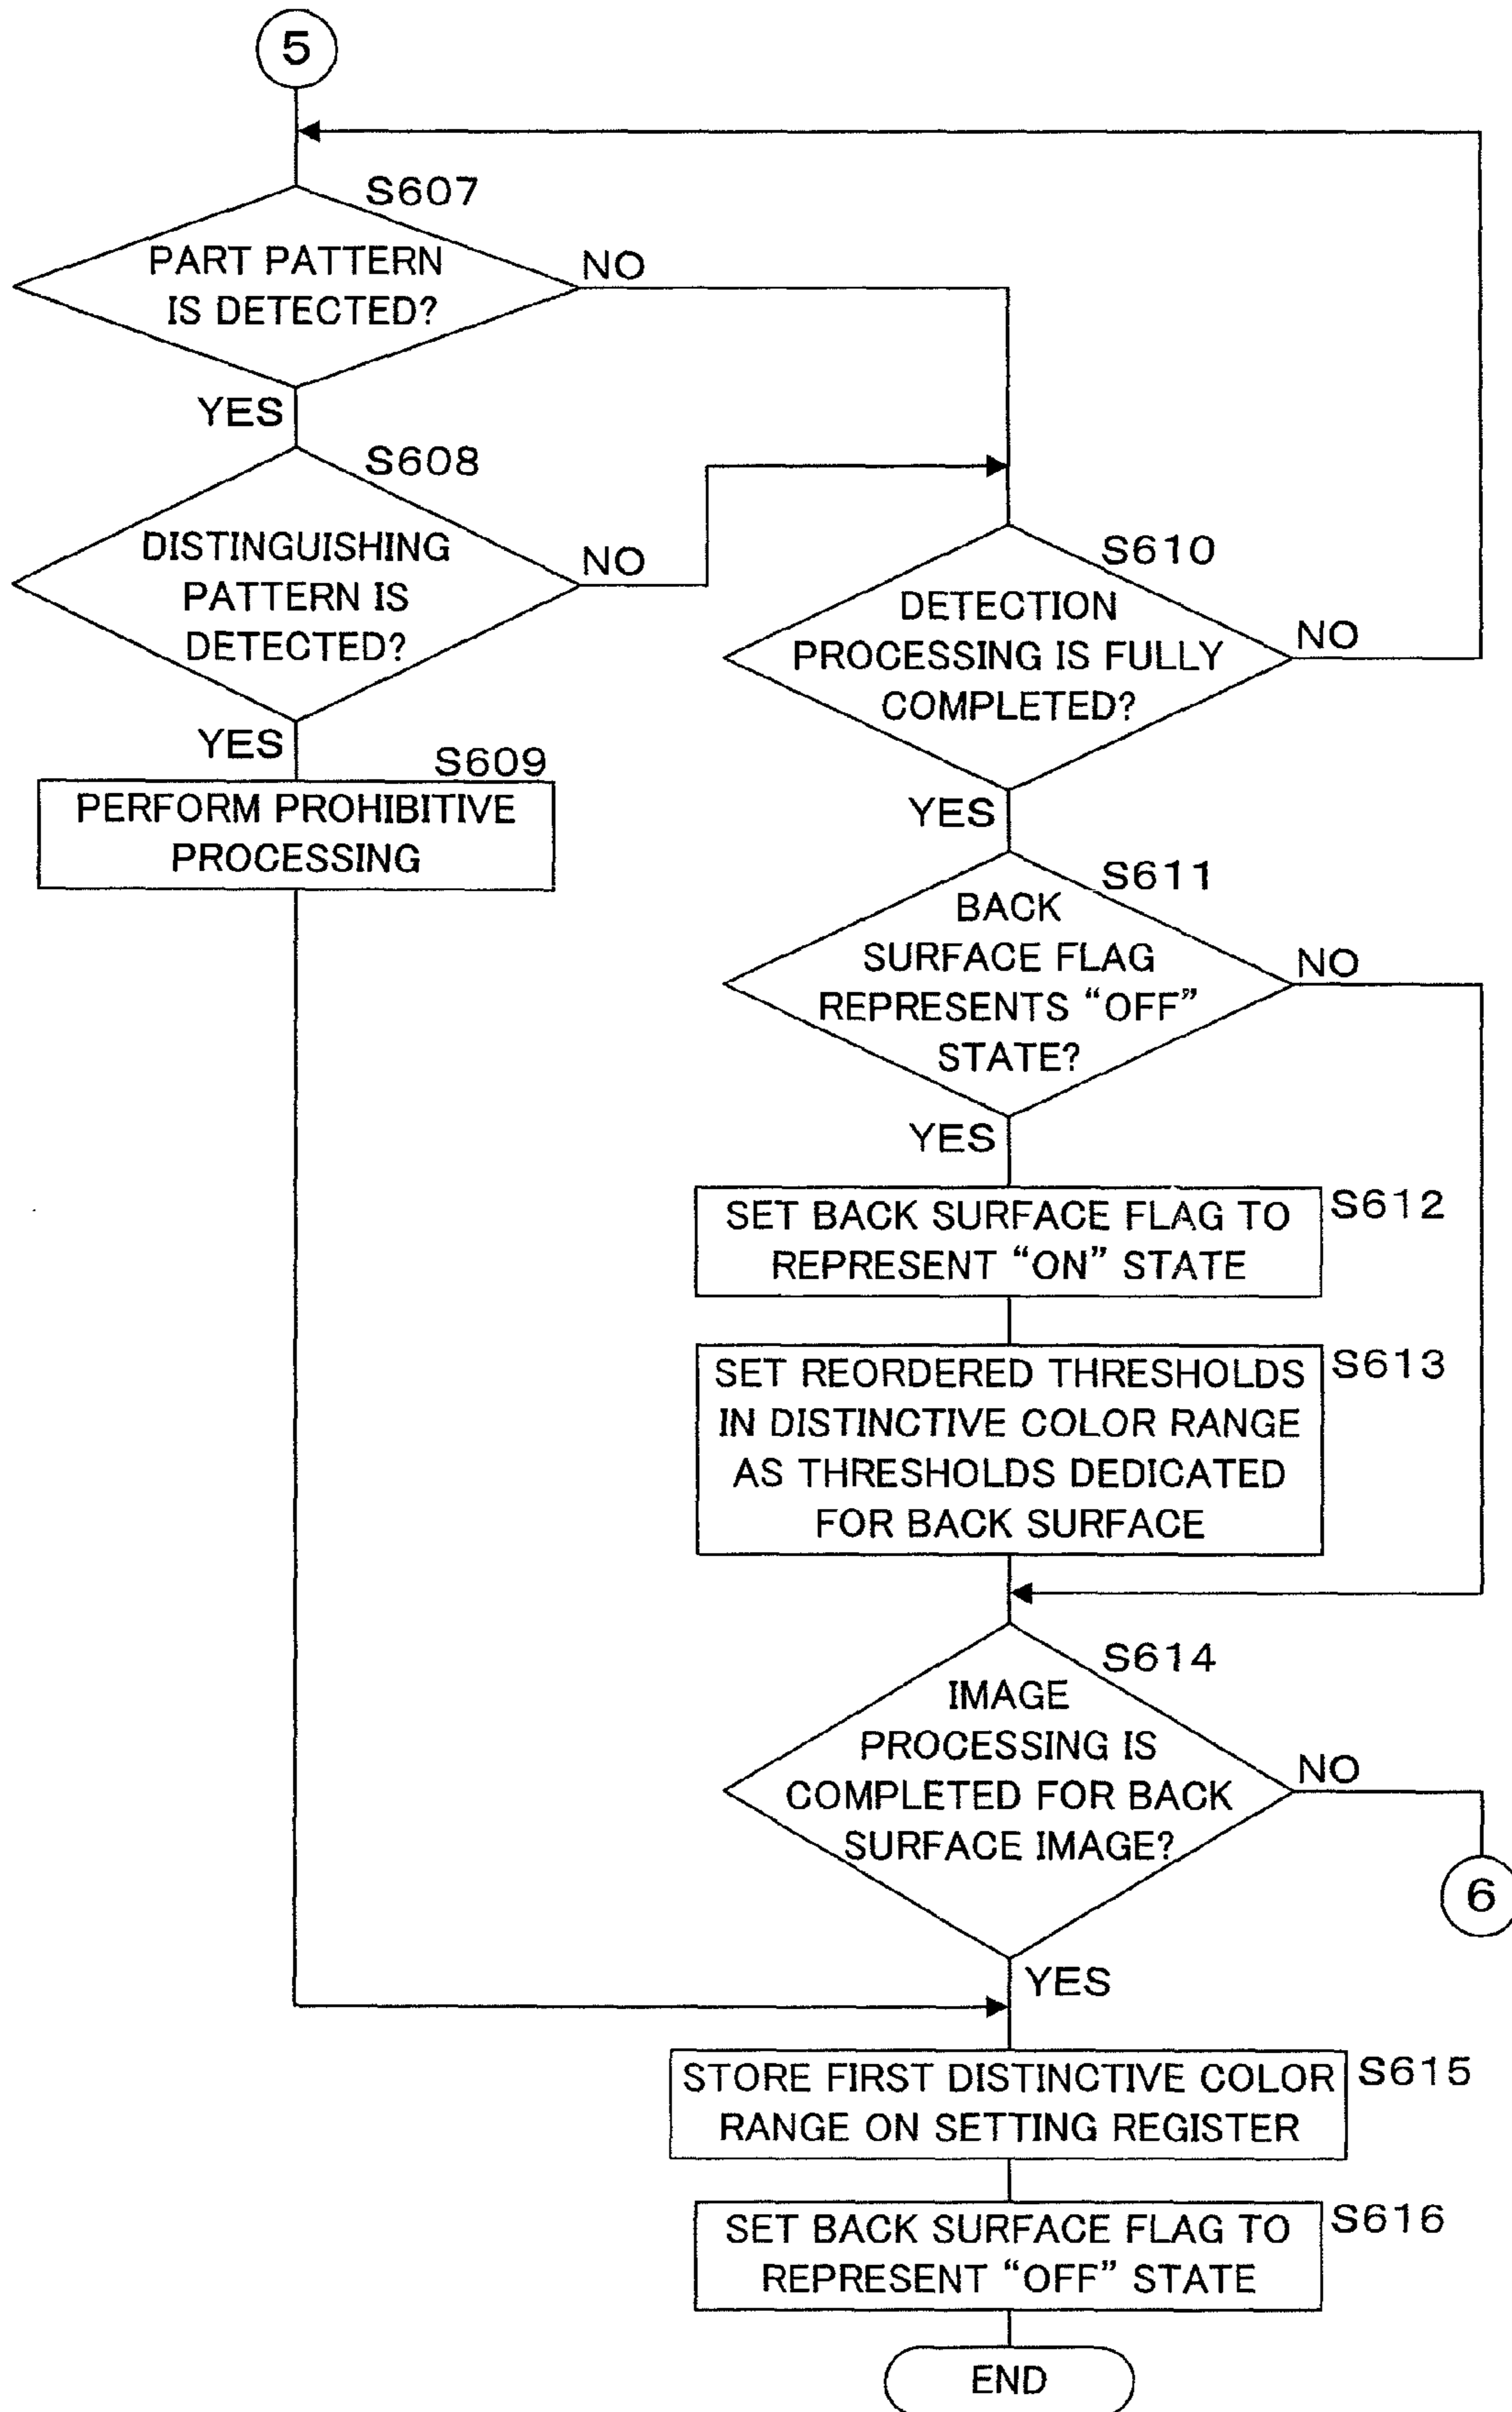 5
S607
PART PATTERN
IS DETECTED?
NO
YES
S608
DISTINGUISHING
PATTERN IS
DETECTED?
NO
YES
S609
PERFORM PROHIBITIVE
PROCESSING
S610
DETECTION
PROCESSING IS FULLY
COMPLETED?
NO
YES
S611
BACK
SURFACE FLAG
REPRESENTS “OFF”
STATE?
NO
YES
SET BACK SURFACE FLAG TO
REPRESENT “ON” STATE
S612
SET REORDERED THRESHOLDS
IN DISTINCTIVE COLOR RANGE
AS THRESHOLDS DEDICATED
FOR BACK SURFACE
S613
S614
IMAGE
PROCESSING IS
COMPLETED FOR BACK
SURFACE IMAGE?
NO
6
YES
STORE FIRST DISTINCTIVE COLOR
RANGE ON SETTING REGISTER
S615
SET BACK SURFACE FLAG TO
REPRESENT “OFF” STATE
S616
END